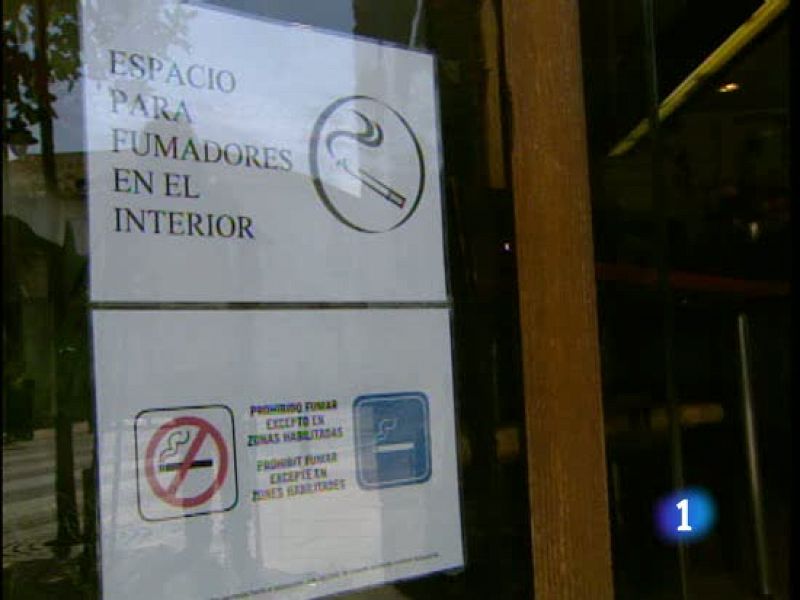 ESPACIO
PARA
FUMADORES
EN EL
INTERIOR
PROHIBIDO FUMAR
EXCEPTO EN
ZONAS HABILITADAS
PROHIBIT FUMAR
EXCEPTE EN
ZONES HABILITADES
1